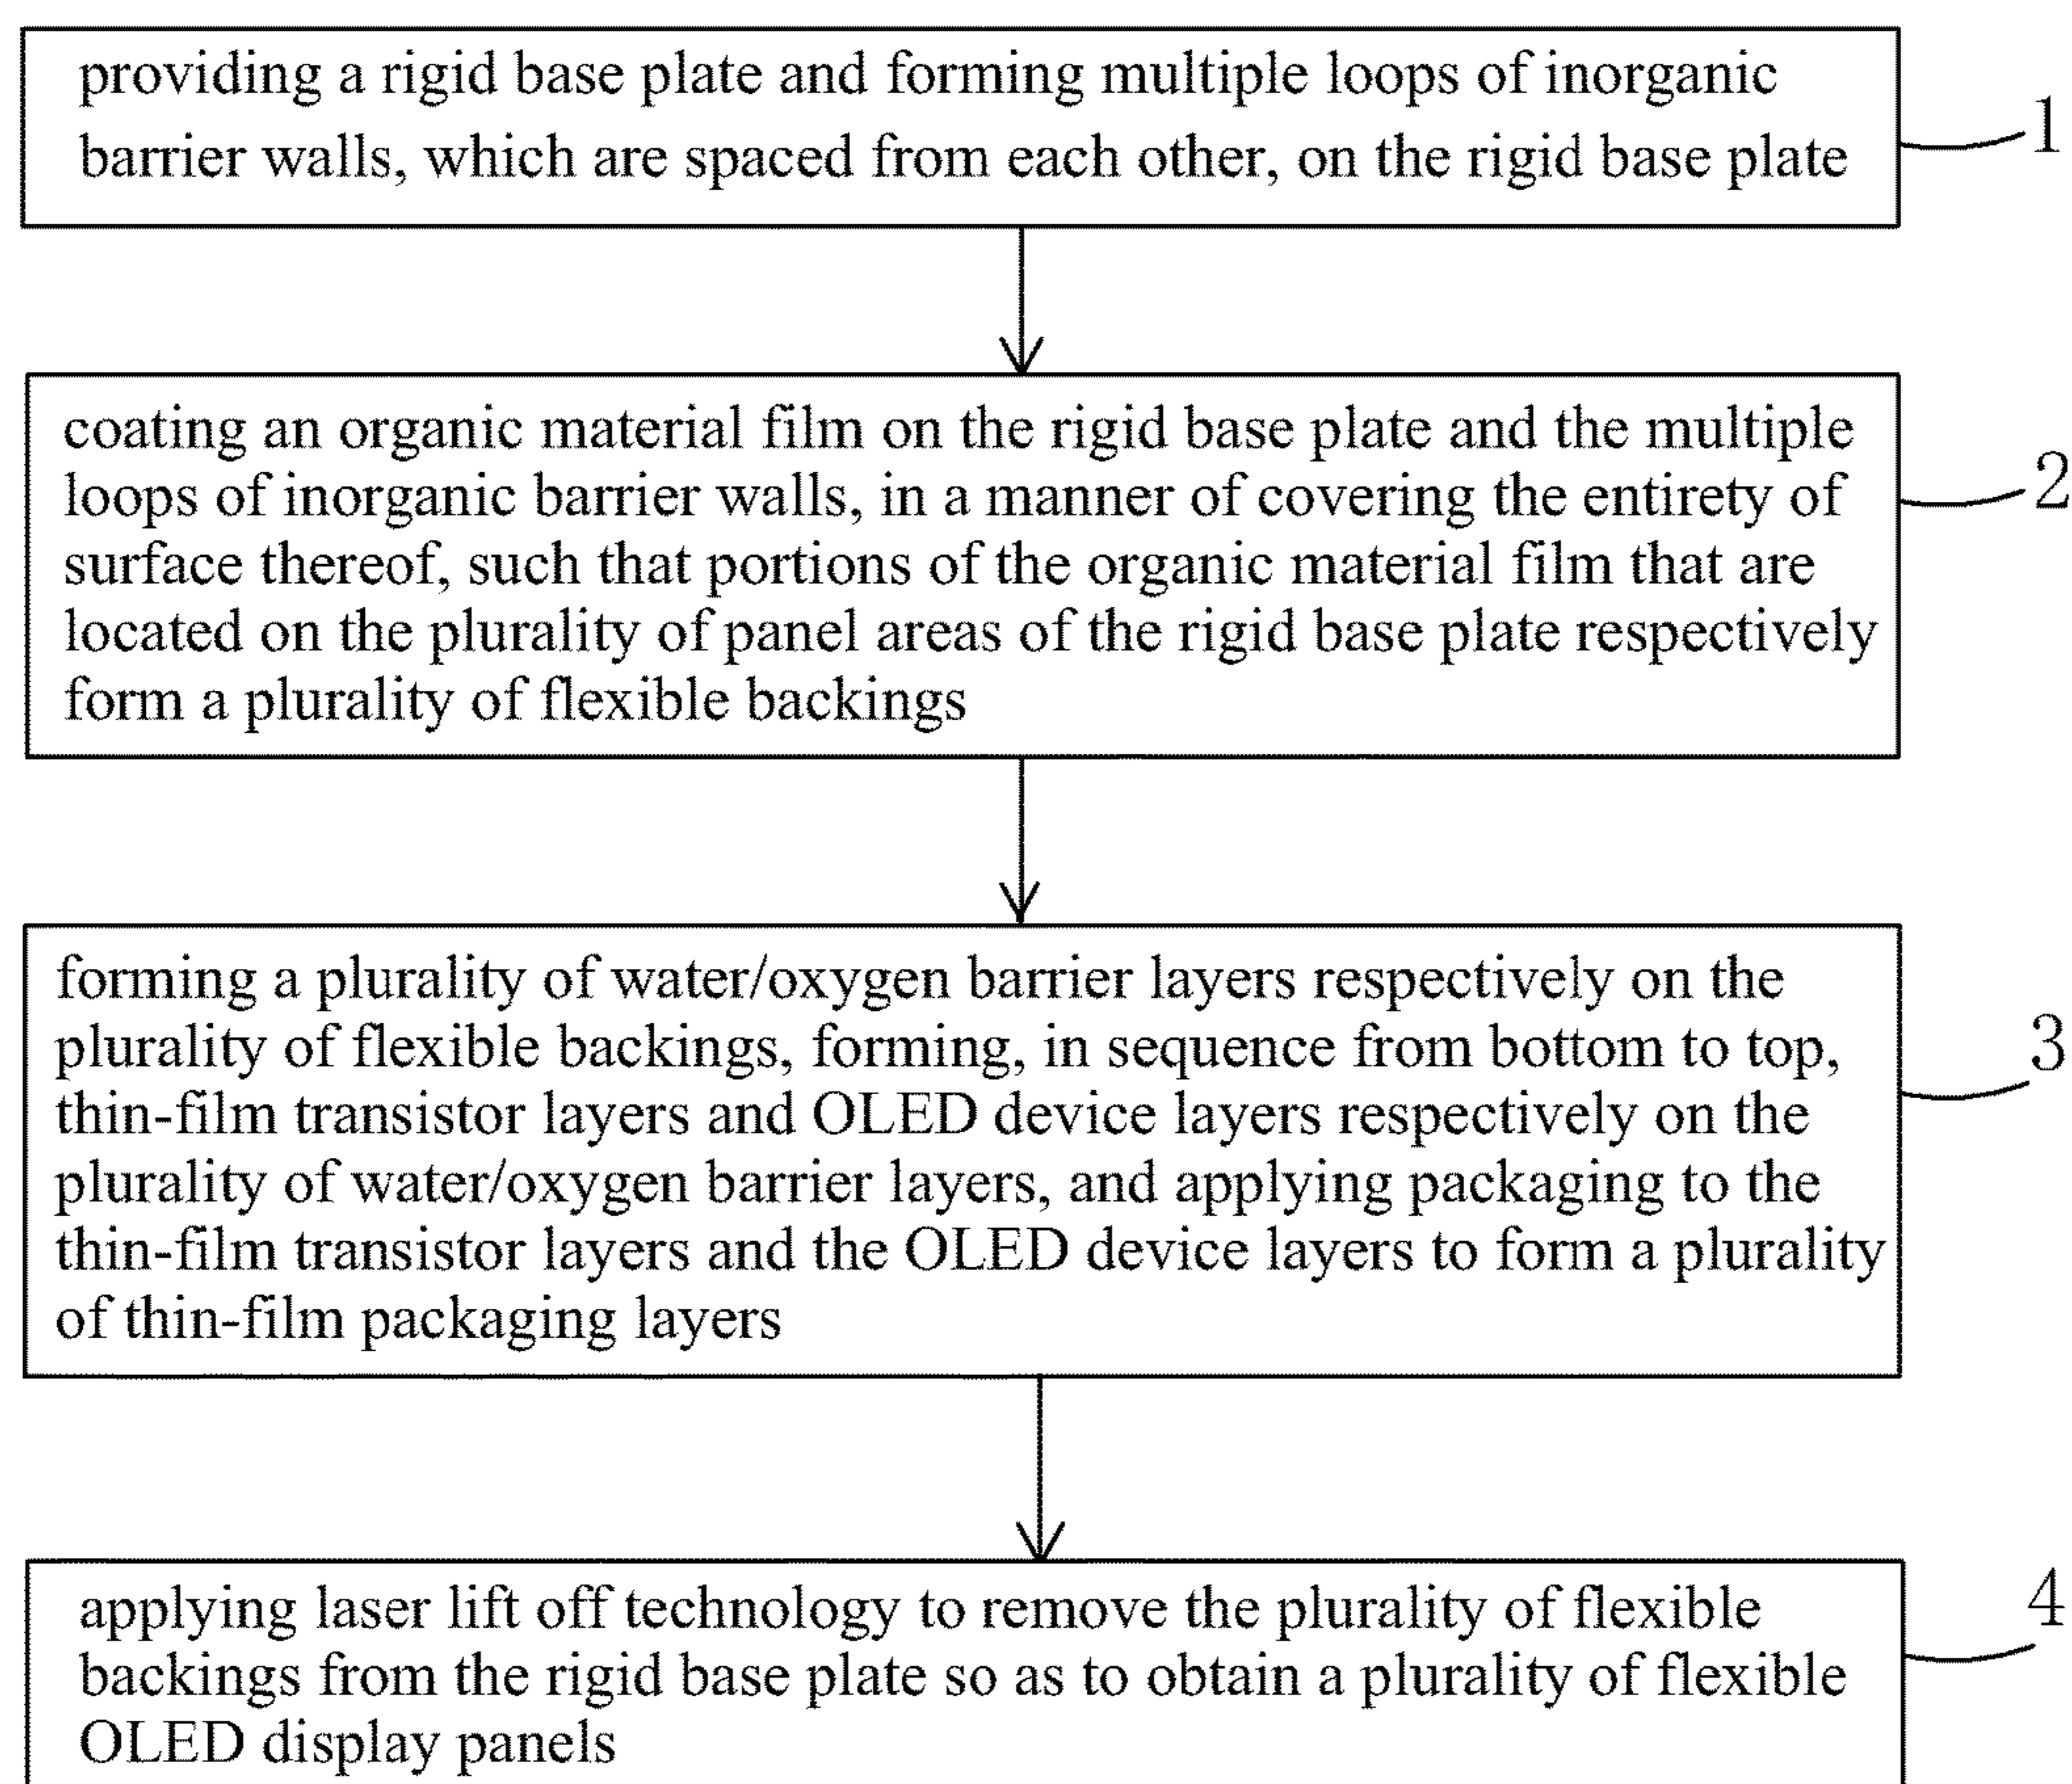 providing a rigid base plate and forming multiple loops of inorganic
barrier walls, which are spaced from each other, on the rigid base plate
1
coating an organic material film on the rigid base plate and the multiple
loops of inorganic barrier walls, in a manner of covering the entirety of
surface thereof, such that portions of the organic material film that are
located on the plurality of panel areas of the rigid base plate respectively
form a plurality of flexible backings
2
forming a plurality of water/oxygen barrier layers respectively on the
plurality of flexible backings, forming, in sequence from bottom to top,
thin-film transistor layers and OLED device layers respectively on the
plurality of water/oxygen barrier layers, and applying packaging to the
thin-film transistor layers and the OLED device layers to form a plurality
of thin-film packaging layers
3
applying laser lift off technology to remove the plurality of flexible
backings from the rigid base plate so as to obtain a plurality of flexible
OLED display panels
4